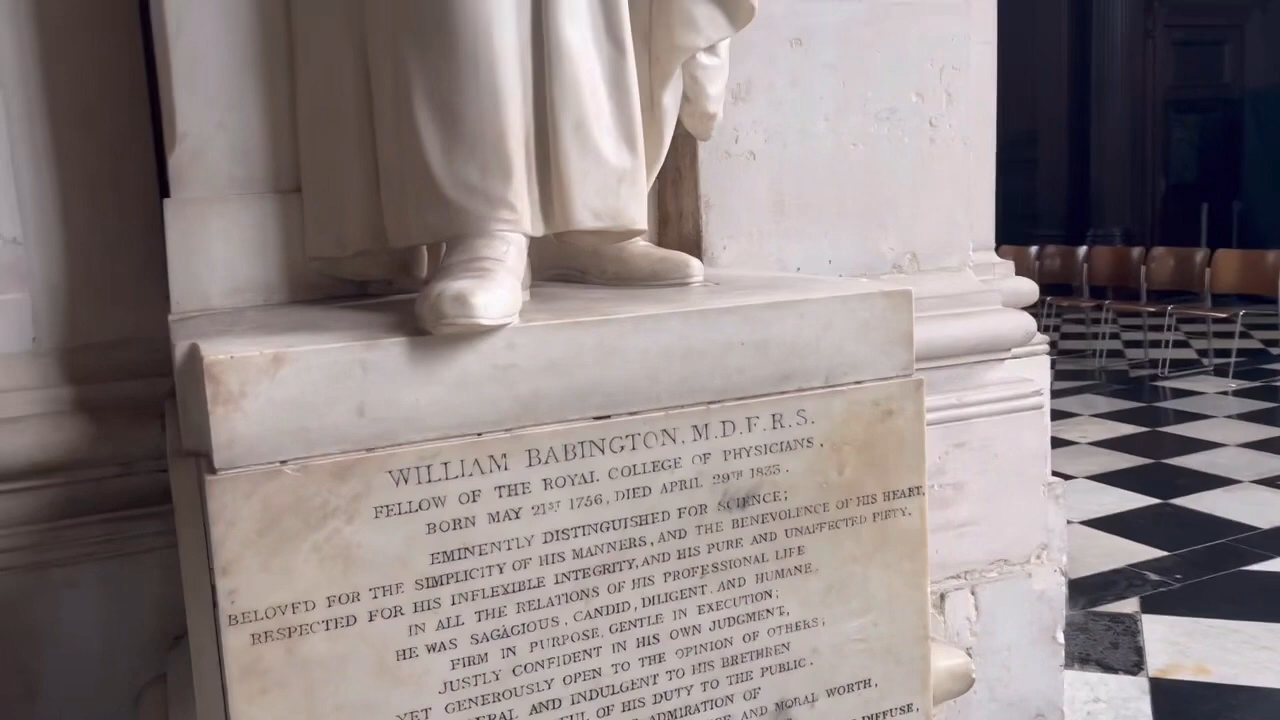 WILLIAM BABINGTON, M.D.F.R.S.
FELLOW OF THE ROYAL COLLEGE OF PHYSICIANS,
BORN MAY 21ST 1756, DIED APRIL 29TH 1833.
EMINENTLY DISTINGUISHED FOR SCIENCE;
BELOVED FOR THE SIMPLICITY OF HIS MANNERS, AND THE BENEVOLENCE OF HIS HEART,
RESPECTED FOR HIS INFLEXIBLE INTEGRITY, AND HIS PURE AND UNAFFECTED PIETY.
IN ALL THE RELATIONS OF HIS PROFESSIONAL LIFE
HE WAS SAGACIOUS, CANDID, DILIGENT, AND HUMANE,
FIRM IN PURPOSE, GENTLE IN EXECUTION;
JUSTLY CONFIDENT IN HIS OWN JUDGMENT,
YET GENEROUSLY OPEN TO THE OPINION OF OTHERS;
AND INDULGENT TO HIS BRETHREN
OF HIS DUTY TO THE PUBLIC.
ADMIRATION OF
AND MORAL WORTH,
DIFFUSE,